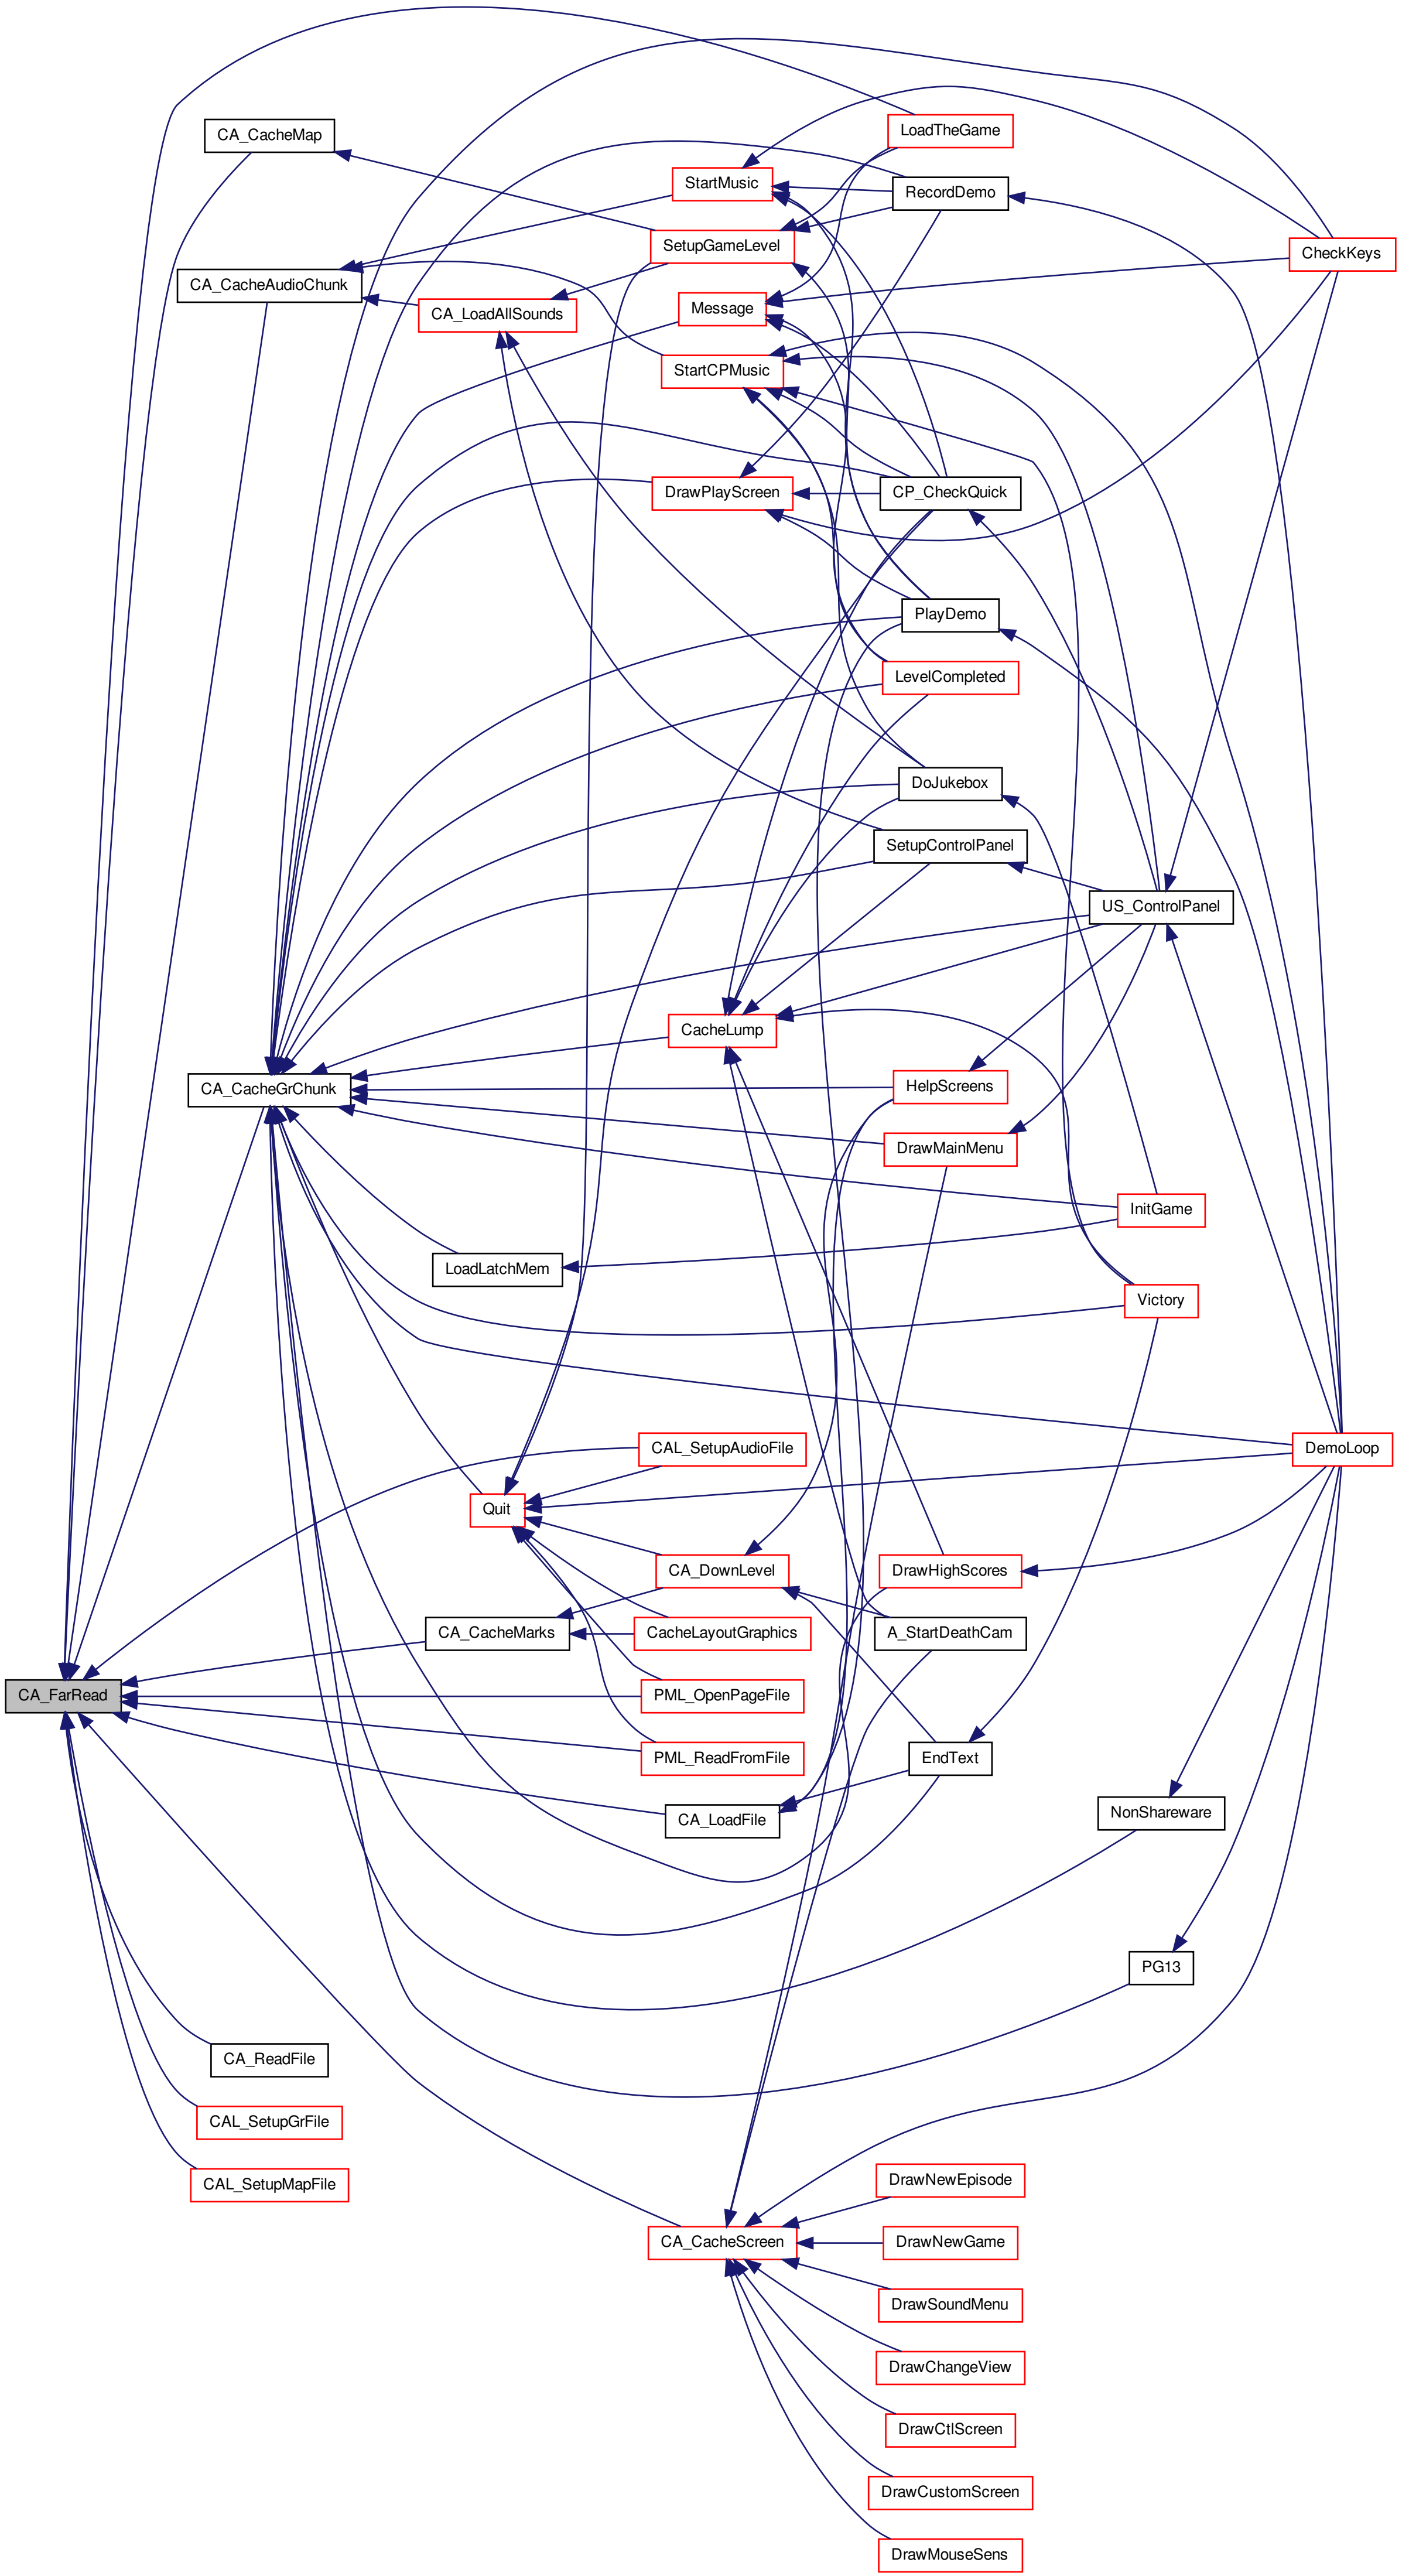 LoadTheGame
CA_CacheMap
StartMusic
RecordDemo
SetupGameLevel
CheckKeys
CA_CacheAudioChunk
Message
CA_LoadAllSounds
StartCPMusic
DrawPlayScreen
CP_CheckQuick
PlayDemo
LevelCompleted
DoJukebox
SetupControlPanel
US_ControlPanel
CacheLump
CA_CacheGrChunk
HelpScreens
DrawMainMenu
InitGame
LoadLatchMem
Victory
CAL_SetupAudioFile
DemoLoop
Quit
CA_DownLevel
DrawHighScores
CA_CacheMarks
CacheLayoutGraphics
A_StartDeathCam
CA_FarRead
PML_OpenPageFile
PML_ReadFromFile
EndText
CA_LoadFile
NonShareware
PG13
CA_ReadFile
CAL_SetupGrFile
CAL_SetupMapFile
DrawNewEpisode
CA_CacheScreen
DrawNewGame
DrawSoundMenu
DrawChangeView
DrawCtlScreen
DrawCustomScreen
DrawMouseSens